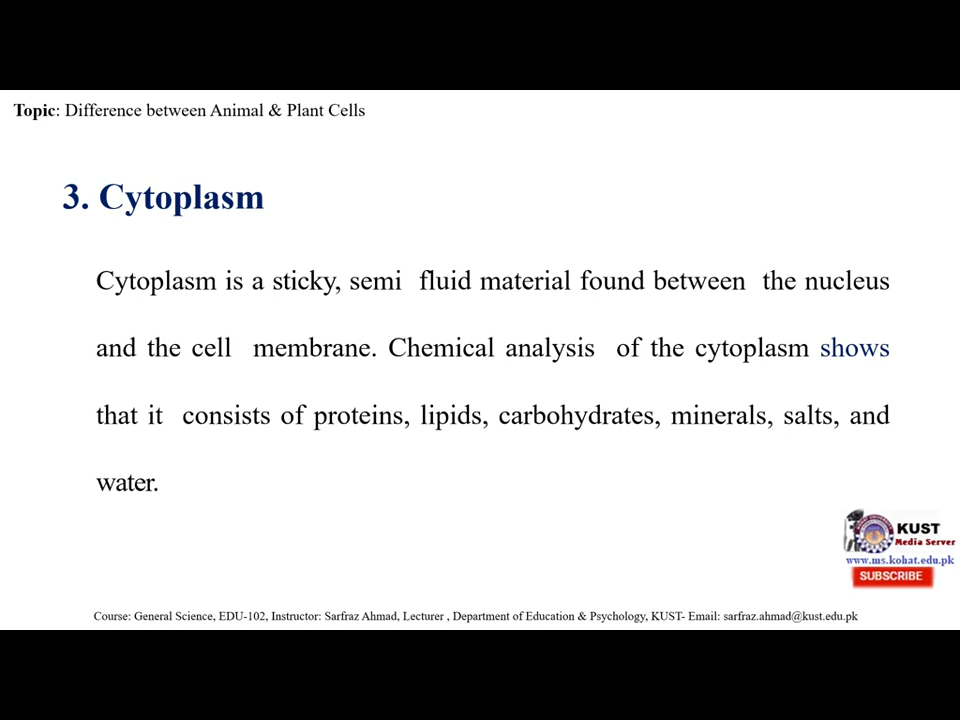 Topic: Difference between Animal & Plant Cells
3. Cytoplasm
Cytoplasm is a sticky, semi fluid material found between the nucleus
and the cell membrane. Chemical analysis of the cytoplasm shows
that it consists of proteins, lipids, carbohydrates, minerals, salts, and
water.
KUST
Media Server
www.ms.kohat.edu.pk
SUBSCRIBE
Course: General Science, EDU-102, Instructor: Sarfraz Ahmad, Lecturer , Department of Education & Psychology, KUST- Email: sarfraz.ahmad@kust.edu.pk